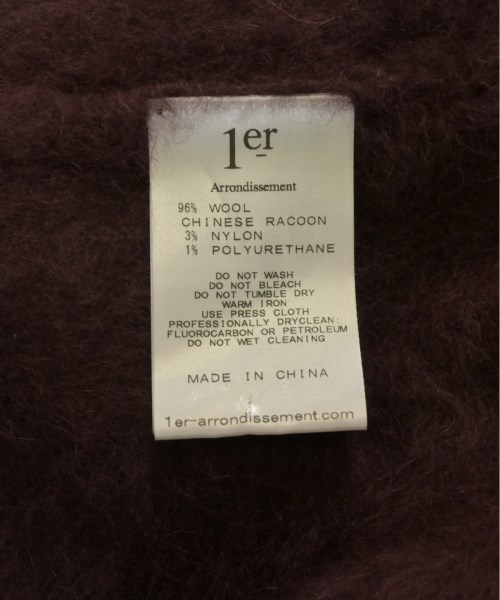 1er
Arrondissement
96% WOOL
CHINESE RACOON
3% NYLON
1% POLYURETHANE
DO NOT WASH
DO NOT BLEACH
DO NOT TUMBLE DRY
WARM IRON
USE PRESS CLOTH
PROFESSIONALLY DRYCLEAN:
FLUOROCARBON OR PETROLEUM
DO NOT WET CLEANING
MADE IN CHINA
1er-arrondissement.com